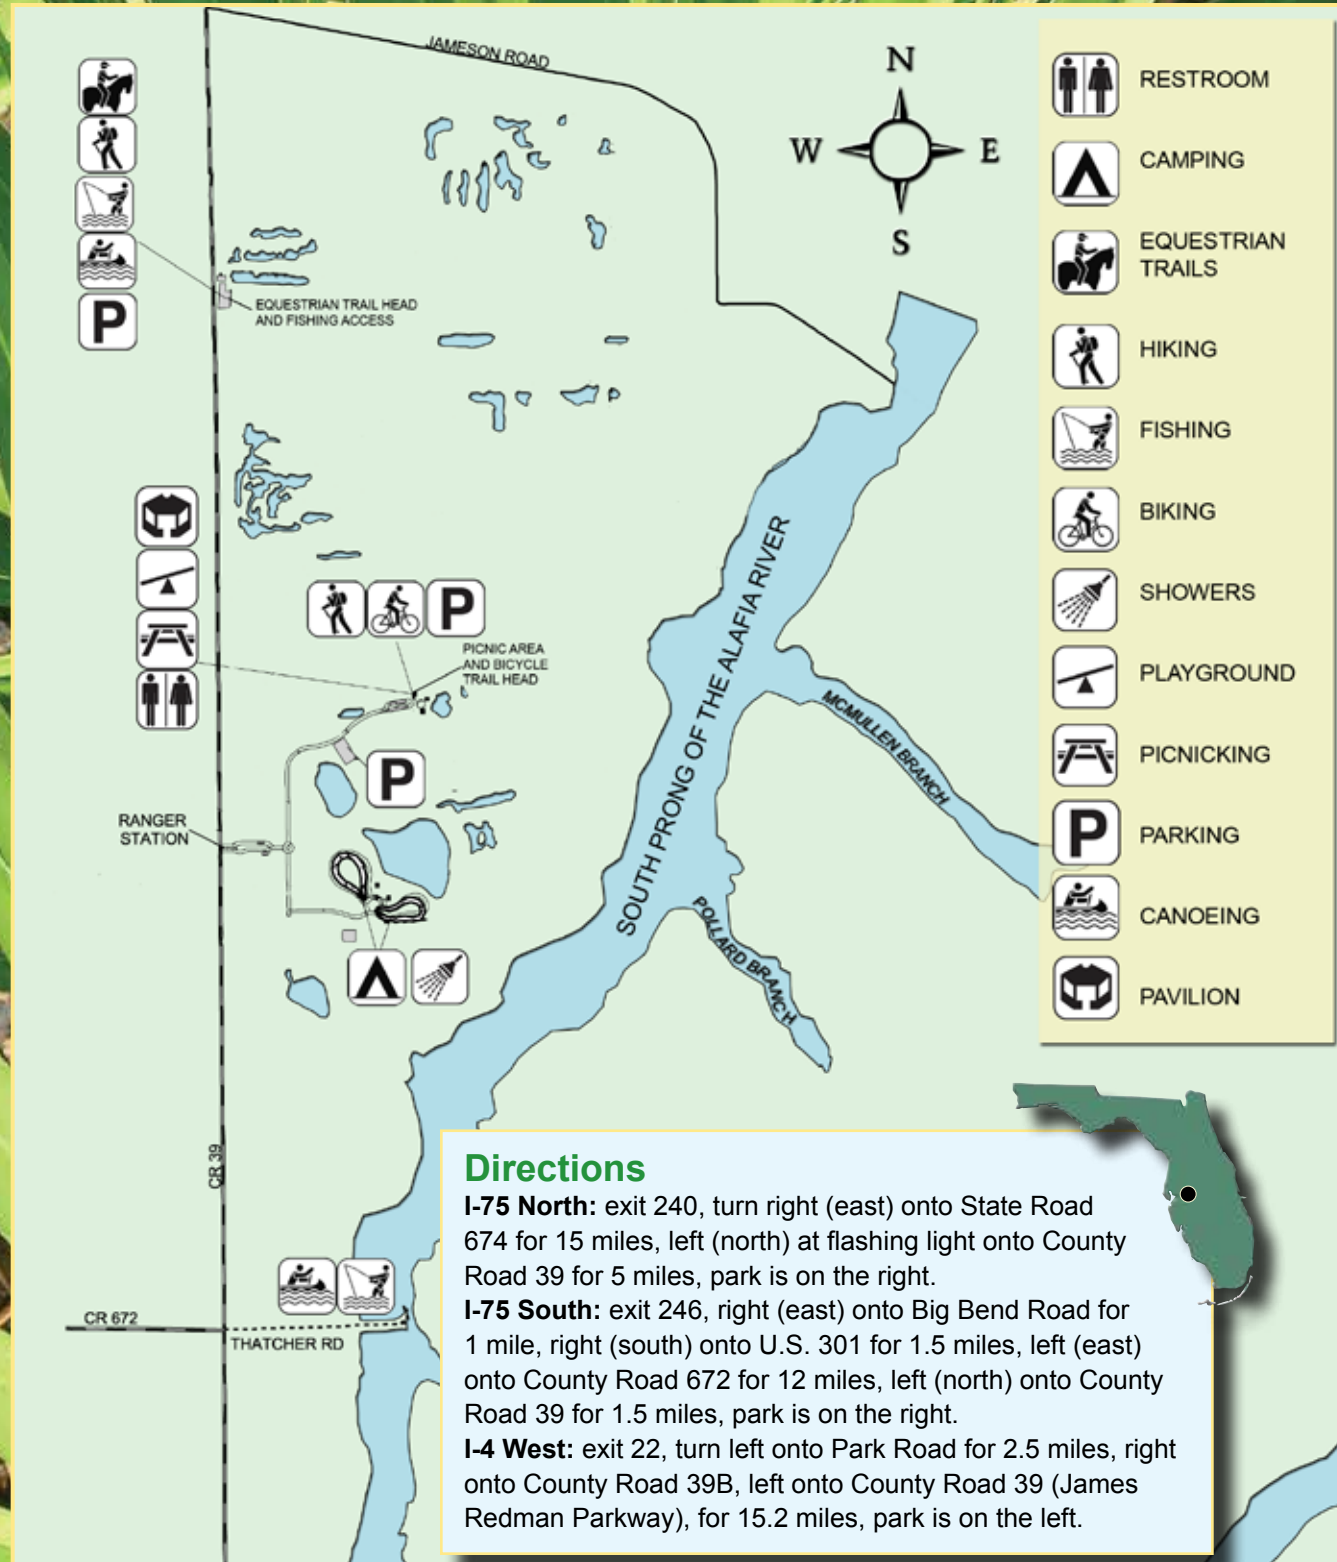 JAMESON ROAD
N
W
E
S
EQUESTRIAN TRAIL HEAD
AND FISHING ACCESS
P
P
PICNIC AREA
AND BICYCLE
TRAIL HEAD
P
RANGER
STATION
SOUTH PRONG OF THE ALAFIA RIVER
MCMULLEN BRANCH
POLLARD BRANCH
CR 39
CR 672
THATCHER RD
RESTROOM
CAMPING
EQUESTRIAN
TRAILS
HIKING
FISHING
BIKING
SHOWERS
PLAYGROUND
PICNICKING
P
PARKING
CANOEING
PAVILION
Directions
I-75 North: exit 240, turn right (east) onto State Road
674 for 15 miles, left (north) at flashing light onto County
Road 39 for 5 miles, park is on the right.
I-75 South: exit 246, right (east) onto Big Bend Road for
1 mile, right (south) onto U.S. 301 for 1.5 miles, left (east)
onto County Road 672 for 12 miles, left (north) onto County
Road 39 for 1.5 miles, park is on the right.
I-4 West: exit 22, turn left onto Park Road for 2.5 miles, right
onto County Road 39B, left onto County Road 39 (James
Redman Parkway), for 15.2 miles, park is on the left.